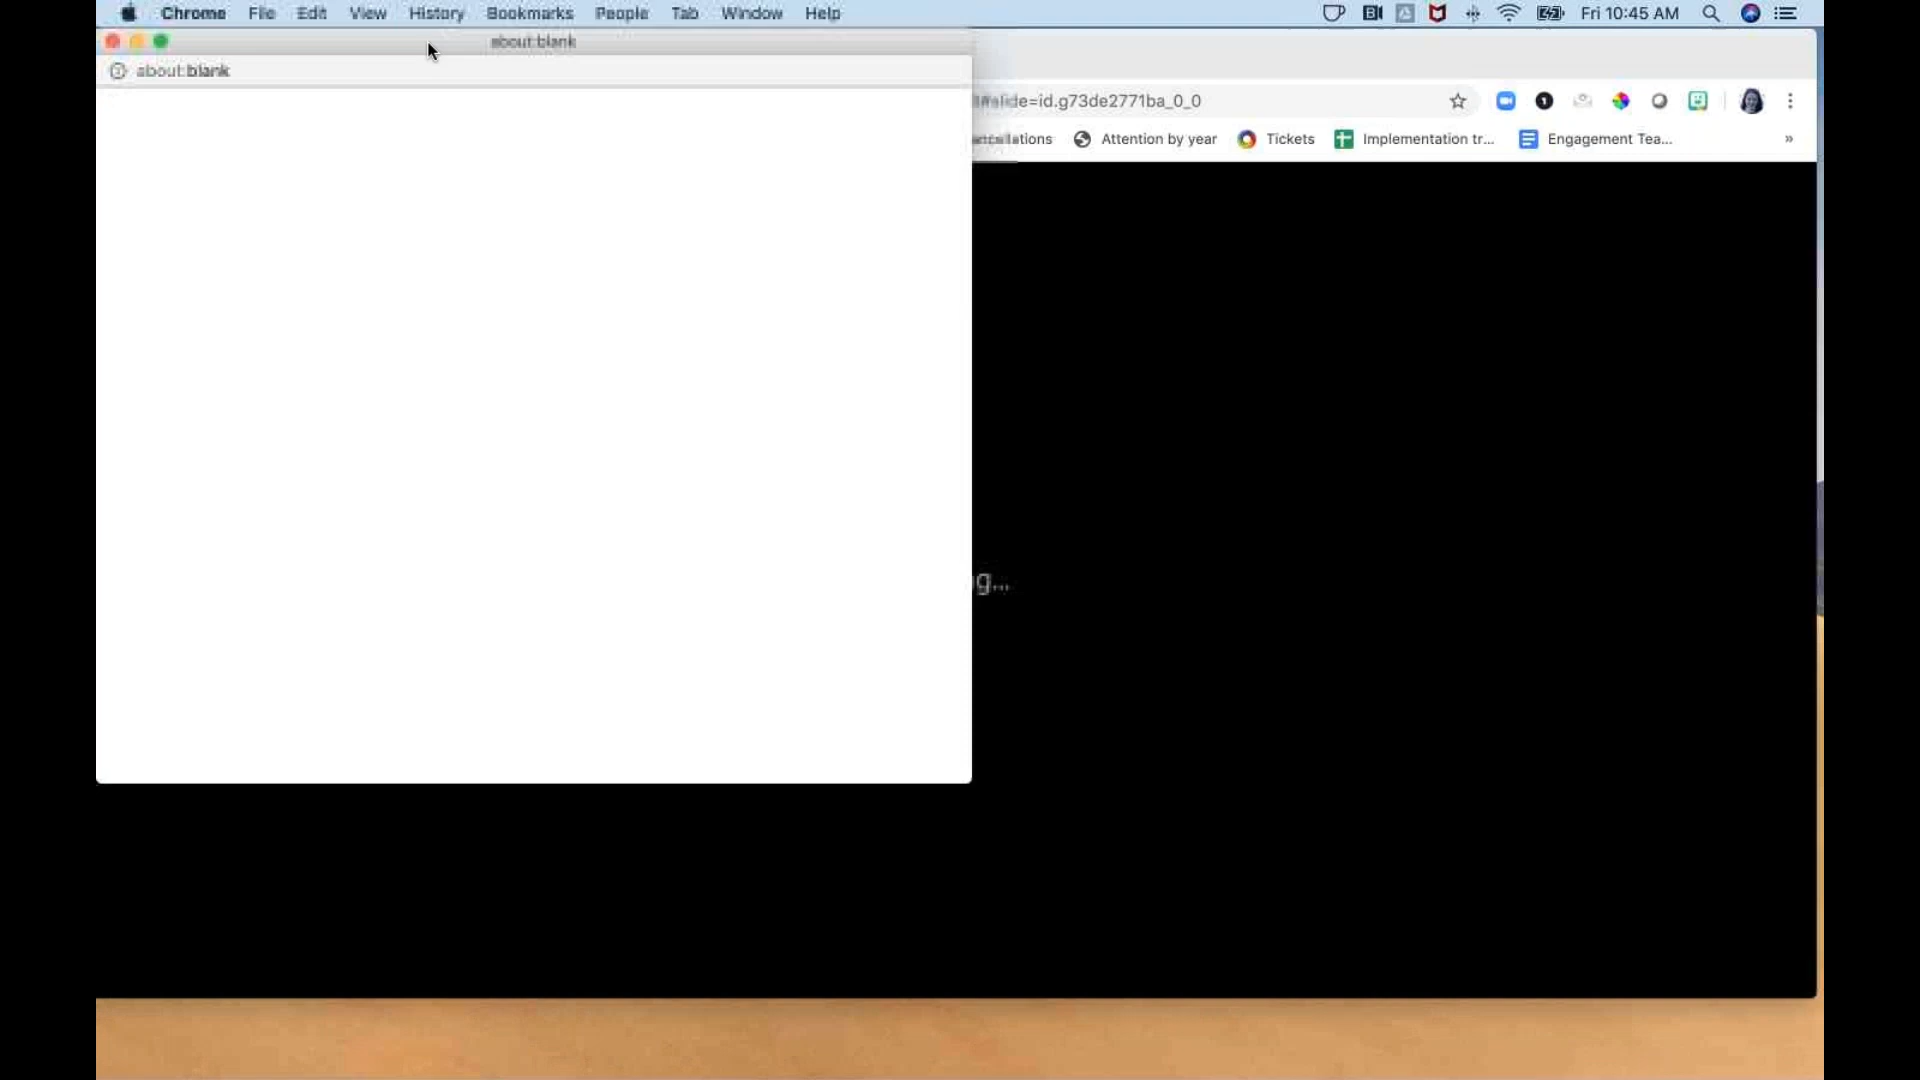 Chrome File Edit View History Bookmarks People Tab Window Help Fri 10:45 AM
about:blank
about:blank
slide=id.g73de2771ba_0_0
Attention by year Tickets Implementation tr... Engagement Tea... »
g...